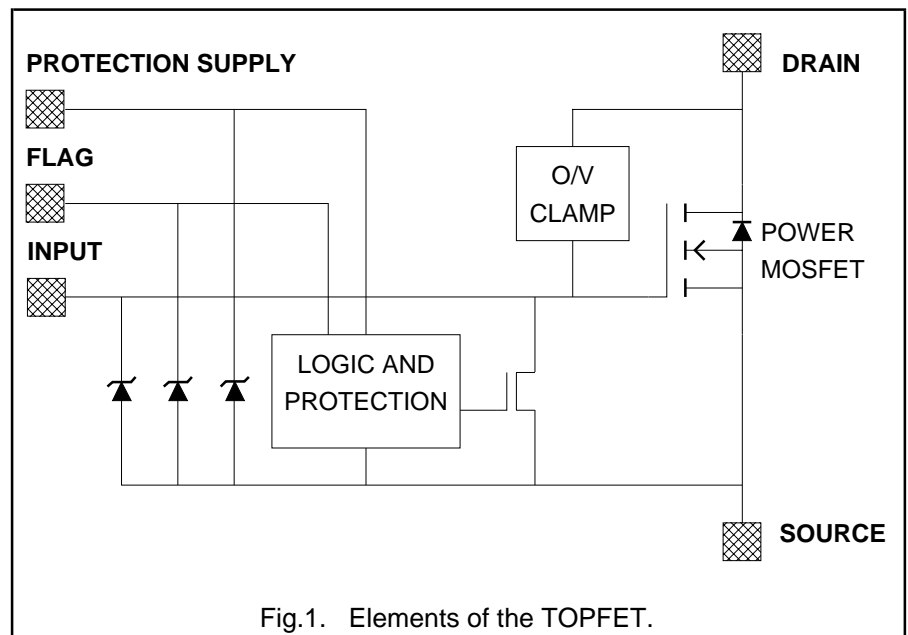 PROTECTION SUPPLY
DRAIN
FLAG
O/V
CLAMP
INPUT
POWER
MOSFET
LOGIC AND
PROTECTION
SOURCE
Fig.1. Elements of the TOPFET.